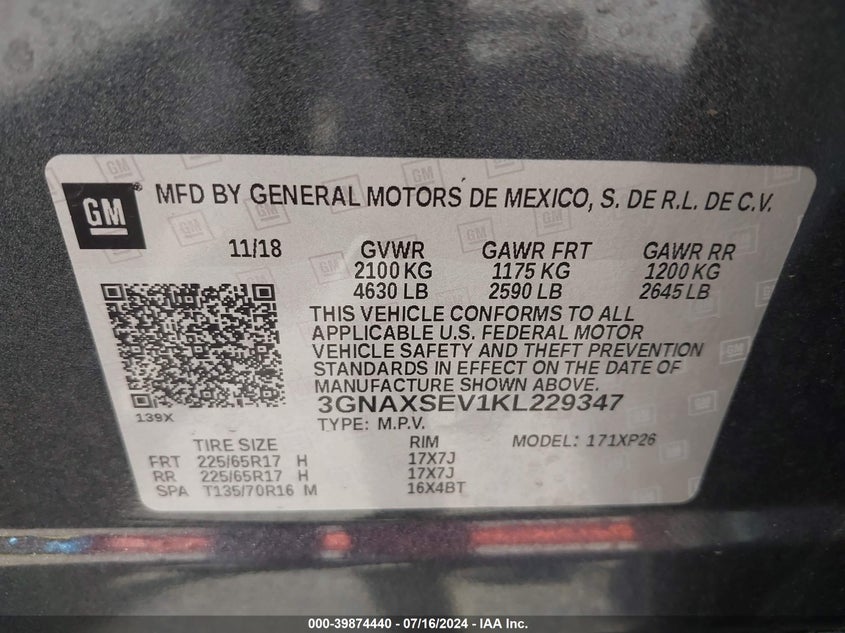 GM
MFD BY GENERAL MOTORS DE MEXICO, S. DE R.L. DE C.V.
11/18 GVWR GAWR FRT GAWR RR
2100 KG 1175 KG 1200 KG
4630 LB 2590 LB 2645 LB
THIS VEHICLE CONFORMS TO ALL
APPLICABLE U.S. FEDERAL MOTOR
VEHICLE SAFETY AND THEFT PREVENTION
STANDARDS IN EFFECT ON THE DATE OF
MANUFACTURE SHOWN ABOVE.
139X
3GNAXSEV1KL229347
TYPE: M.P.V.
TIRE SIZE RIM MODEL: 171XP26
FRT 225/65R17 H 17X7J
RR 225/65R17 H 17X7J
SPA T135/70R16 M 16X4BT
000-39874440 - 07/16/2024 - IAA Inc.